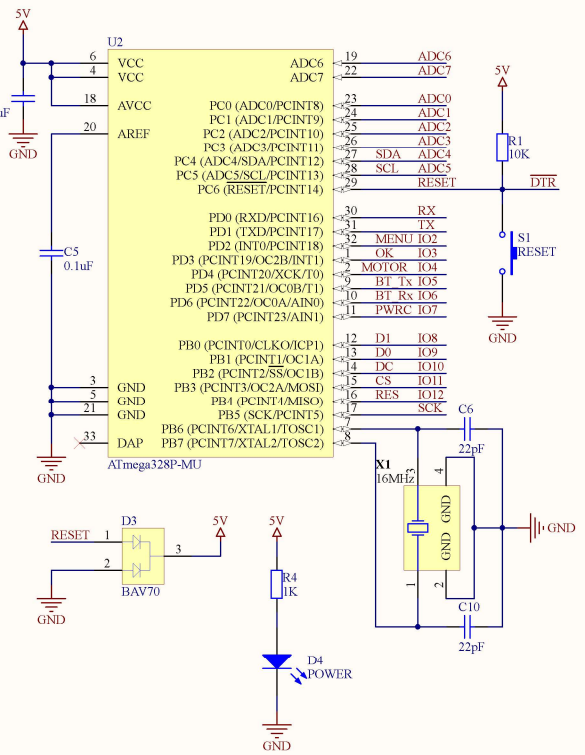 5V
uF
GND
U2
6 VCC
4 VCC
18 AVCC
20 AREF
C5
0.1uF
3 GND
5 GND
21 GND
33 DAP
GND
ATmega328P-MU
ADC6 19 ADC6
ADC7 22 ADC7
PC0 (ADC0/PCINT8) 23 ADC0
PC1 (ADC1/PCINT9) 24 ADC1
PC2 (ADC2/PCINT10) 25 ADC2
PC3 (ADC3/PCINT11) 26 ADC3
PC4 (ADC4/SDA/PCINT12) 27 SDA ADC4
PC5 (ADC5/SCL/PCINT13) 28 SCL ADC5
PC6 (RESET/PCINT14) 29 RESET
PD0 (RXD/PCINT16) 30 RX
PD1 (TXD/PCINT17) 31 TX
PD2 (INT0/PCINT18) 32 MENU IO2
PD3 (PCINT19/OC2B/INT1) 1 OK IO3
PD4 (PCINT20/XCK/T0) 2 MOTOR IO4
PD5 (PCINT21/OC0B/T1) 9 BT_Tx IO5
PD6 (PCINT22/OC0A/AIN0) 10 BT_Rx IO6
PD7 (PCINT23/AIN1) 11 PWRC IO7
PB0 (PCINT0/CLKO/ICP1) 12 D1 IO8
PB1 (PCINT1/OC1A) 13 D0 IO9
PB2 (PCINT2/SS/OC1B) 14 DC IO10
PB3 (PCINT3/OC2A/MOSI) 15 CS IO11
PB4 (PCINT4/MISO) 16 RES IO12
PB5 (SCK/PCINT5) 17 SCK
PB6 (PCINT6/XTAL1/TOSC1) 7
PB7 (PCINT7/XTAL2/TOSC2) 8
5V
R1
10K
DTR
S1
RESET
GND
C6
22pF
X1
16MHz
3
4
GND
GND
1
2
GND
C10
22pF
D3
RESET 1
2
3
5V
BAV70
GND
5V
R4
1K
D4
POWER
GND